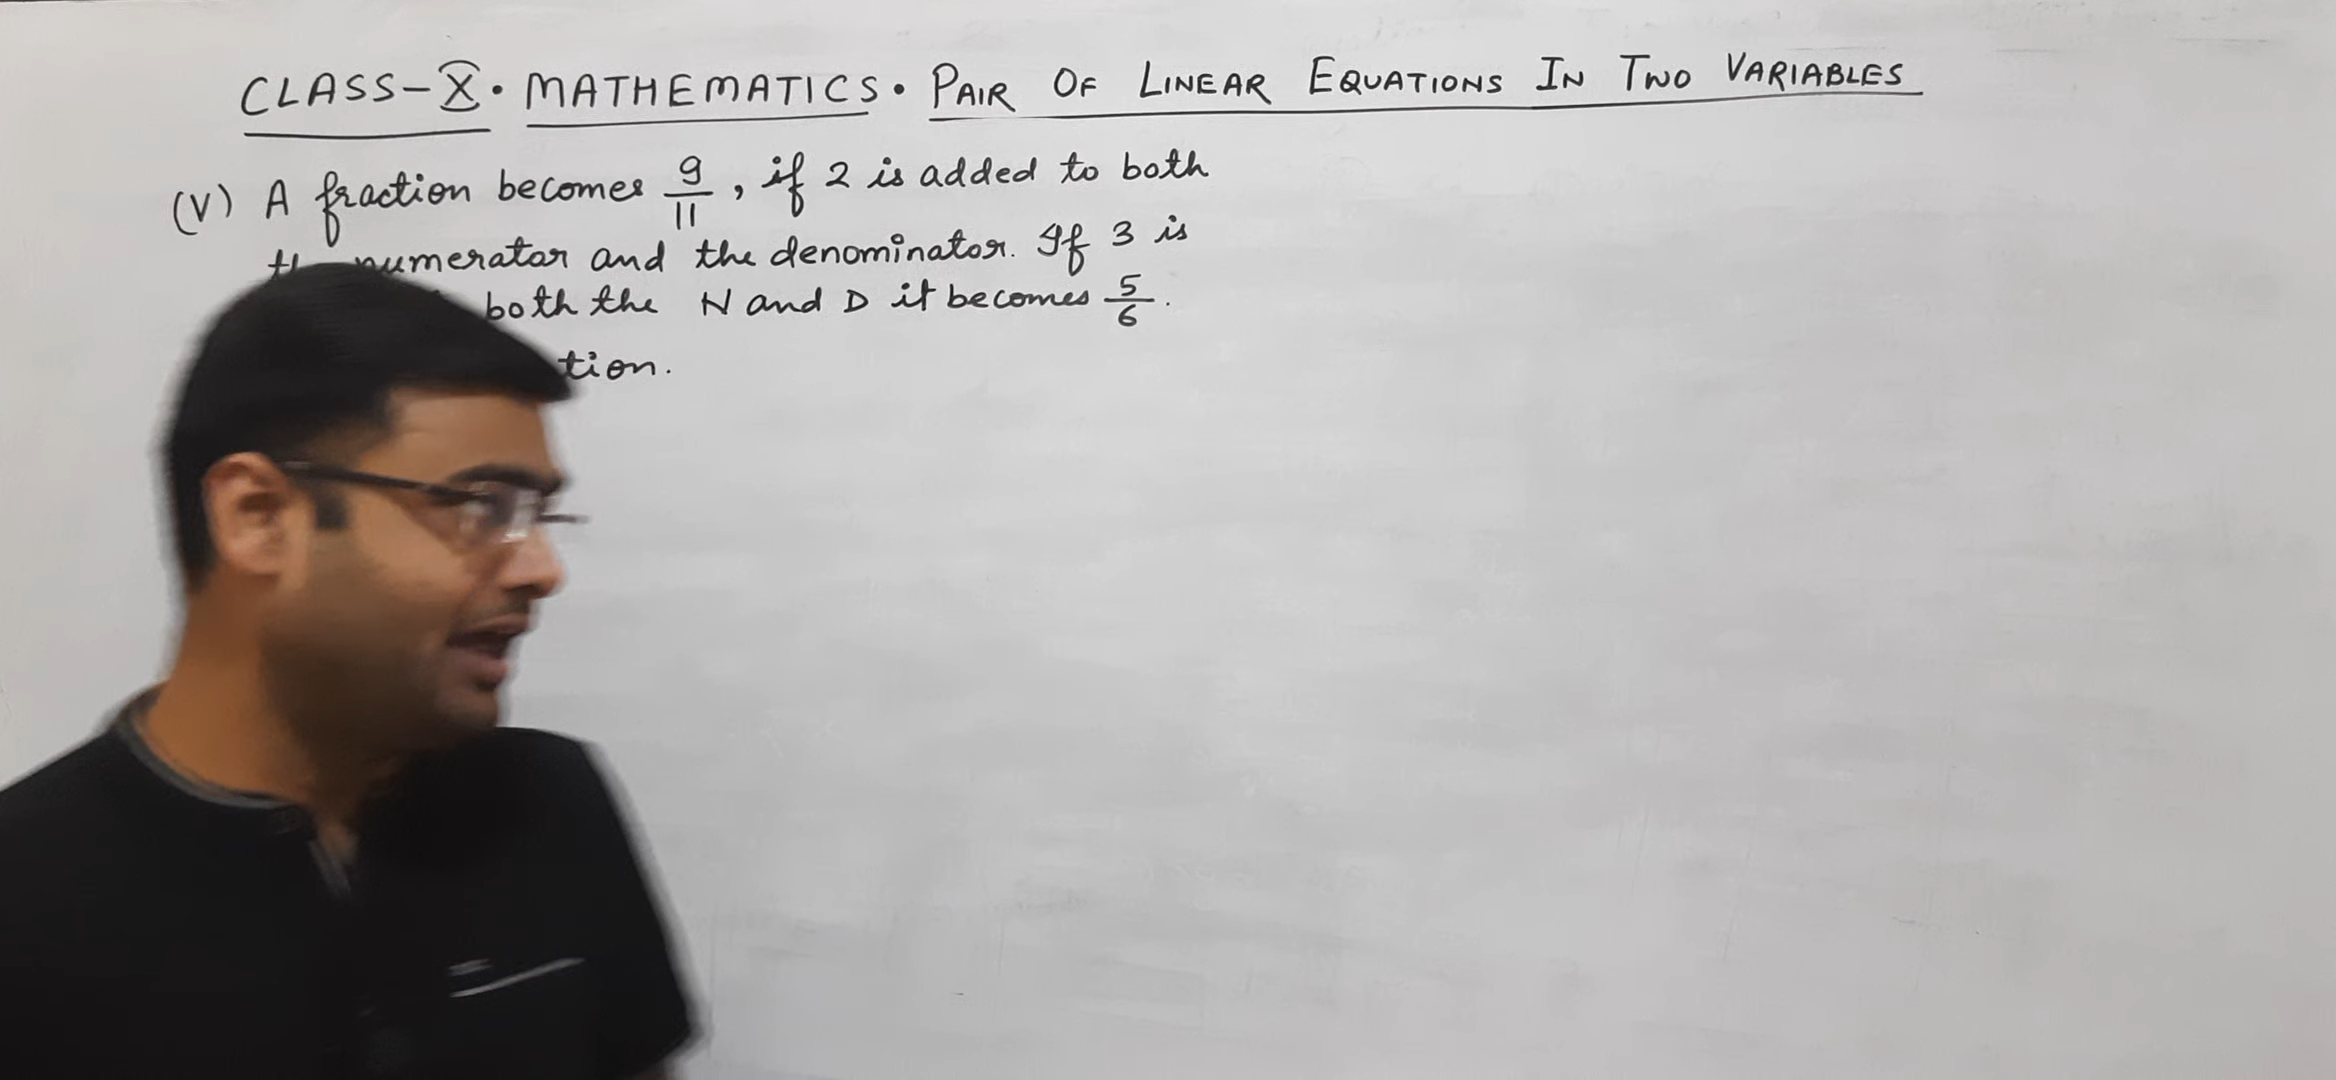 CLASS-X. MATHEMATICS. PAIR OF LINEAR EQUATIONS IN TWO VARIABLES
(V) A fraction becomes 9/11, if 2 is added to both
numerator and the denominator. If 3 is
both the N and D it becomes 5/6.
tion.